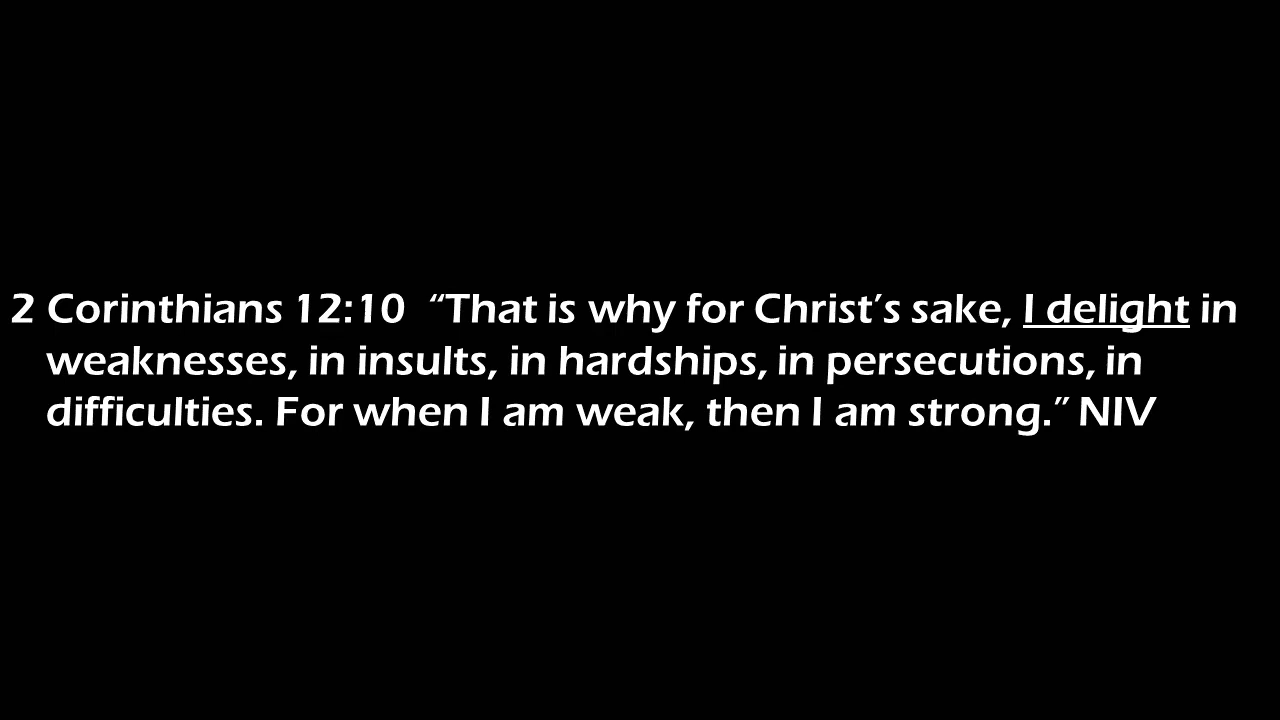 2 Corinthians 12:10  “That is why for Christ’s sake, I delight in
weaknesses, in insults, in hardships, in persecutions, in
difficulties. For when I am weak, then I am strong.” NIV